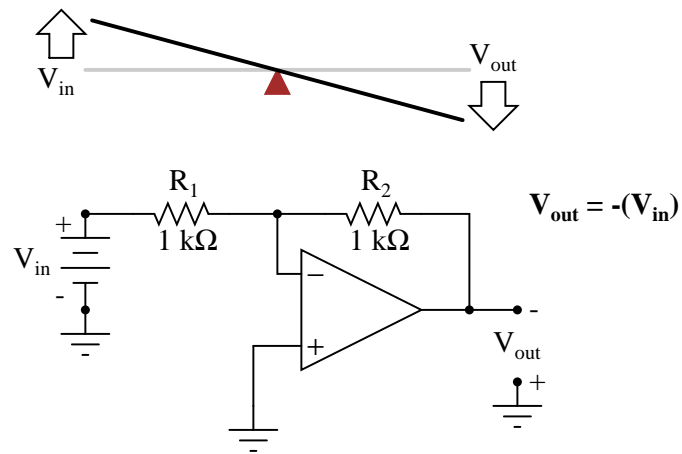 V_in
V_out
R_1
1 kΩ
R_2
1 kΩ
V_out = -(V_in)
+
V_in
-
−
+
-
V_out
+